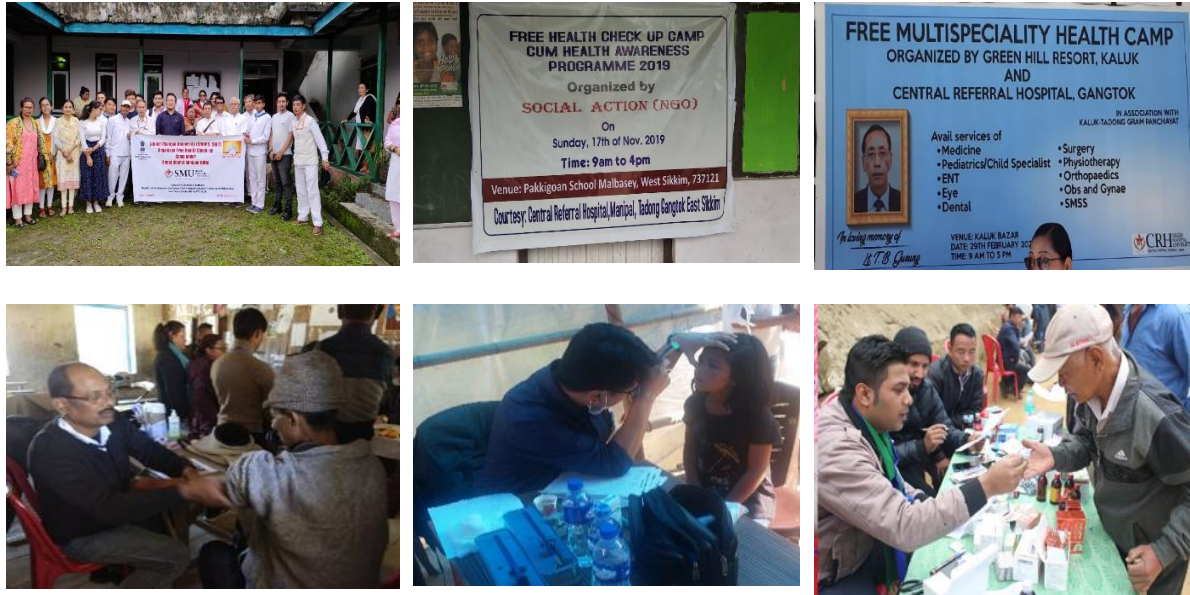 SMU
FREE HEALTH CHECK UP CAMP
CUM HEALTH AWARENESS
PROGRAMME 2019
Organized by
SOCIAL ACTION (NGO)
On
Sunday, 17th of Nov. 2019
Time: 9am to 4pm
Venue: Pakkigoan School Malbasey, West Sikkim, 737121
Courtesy: Central Referral Hospital,Manipal, Tadong Gangtok East Sikkim
FREE MULTISPECIALITY HEALTH CAMP
ORGANIZED BY GREEN HILL RESORT, KALUK
AND
CENTRAL REFERRAL HOSPITAL, GANGTOK
IN ASSOCIATION WITH
KALUK-TADONG GRAM PANCHAYAT
Avail services of
•Medicine
•Pediatrics/Child Specialist
•ENT
•Eye
•Dental
•Surgery
•Physiotherapy
•Orthopaedics
•Obs and Gynae
•SMSS
In loving memory of
Lt T. B. Gurung
VENUE: KALUK BAZAR
DATE: 29TH FEBRUARY
TIME: 9 AM TO 5 PM
CRH